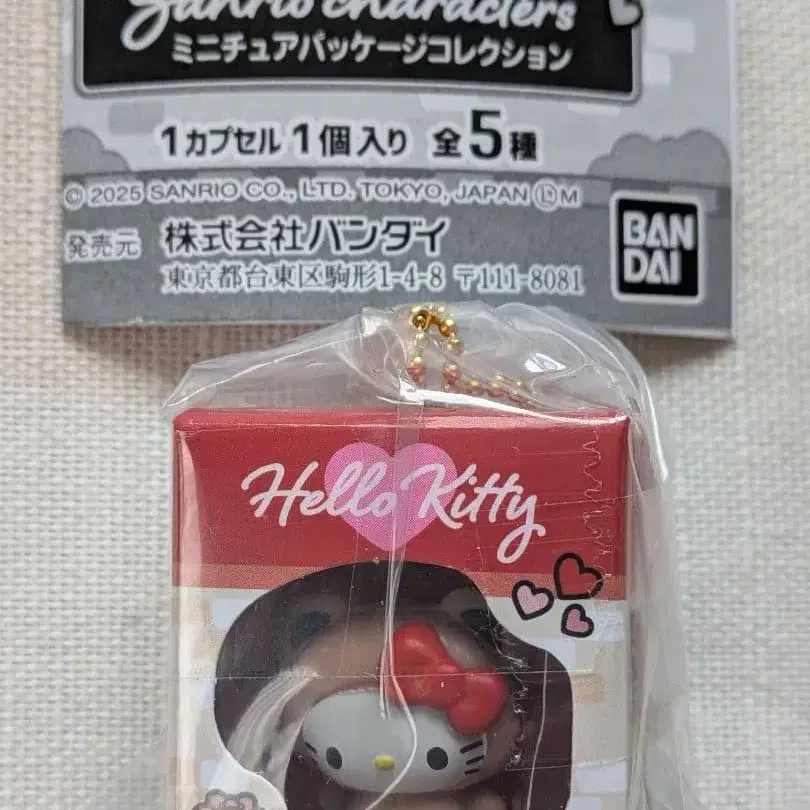 Sanrio characters
ミニチュアパッケージコレクション
1カプセル1個入り 全5種
© 2025 SANRIO CO., LTD. TOKYO, JAPAN Ⓛ M
発売元 株式会社バンダイ
東京都台東区駒形1-4-8 〒111-8081
BAN
DAI
Hello Kitty